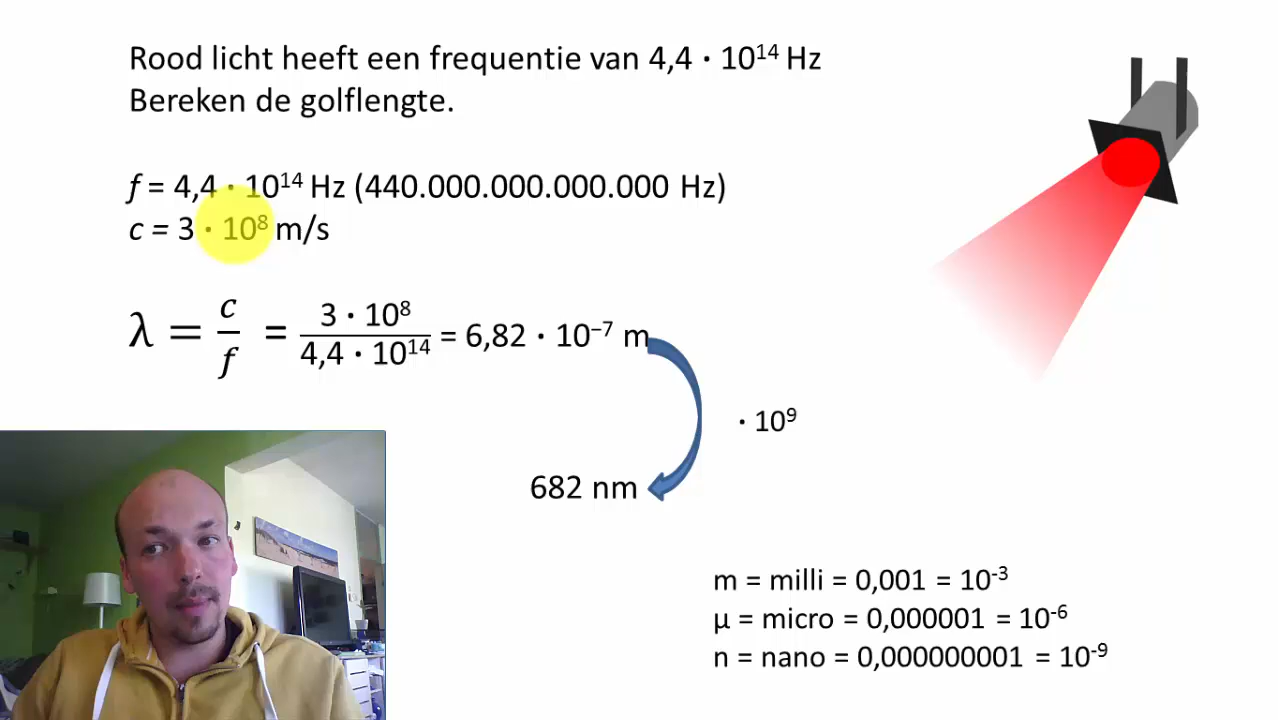 Rood licht heeft een frequentie van 4,4 · 10¹⁴ Hz
Bereken de golflengte.
f = 4,4 · 10¹⁴ Hz (440.000.000.000.000 Hz)
c = 3 · 10⁸ m/s
λ = c/f = (3 · 10⁸)/(4,4 · 10¹⁴) = 6,82 · 10⁻⁷ m
· 10⁹
682 nm
m = milli = 0,001 = 10⁻³
µ = micro = 0,000001 = 10⁻⁶
n = nano = 0,000000001 = 10⁻⁹